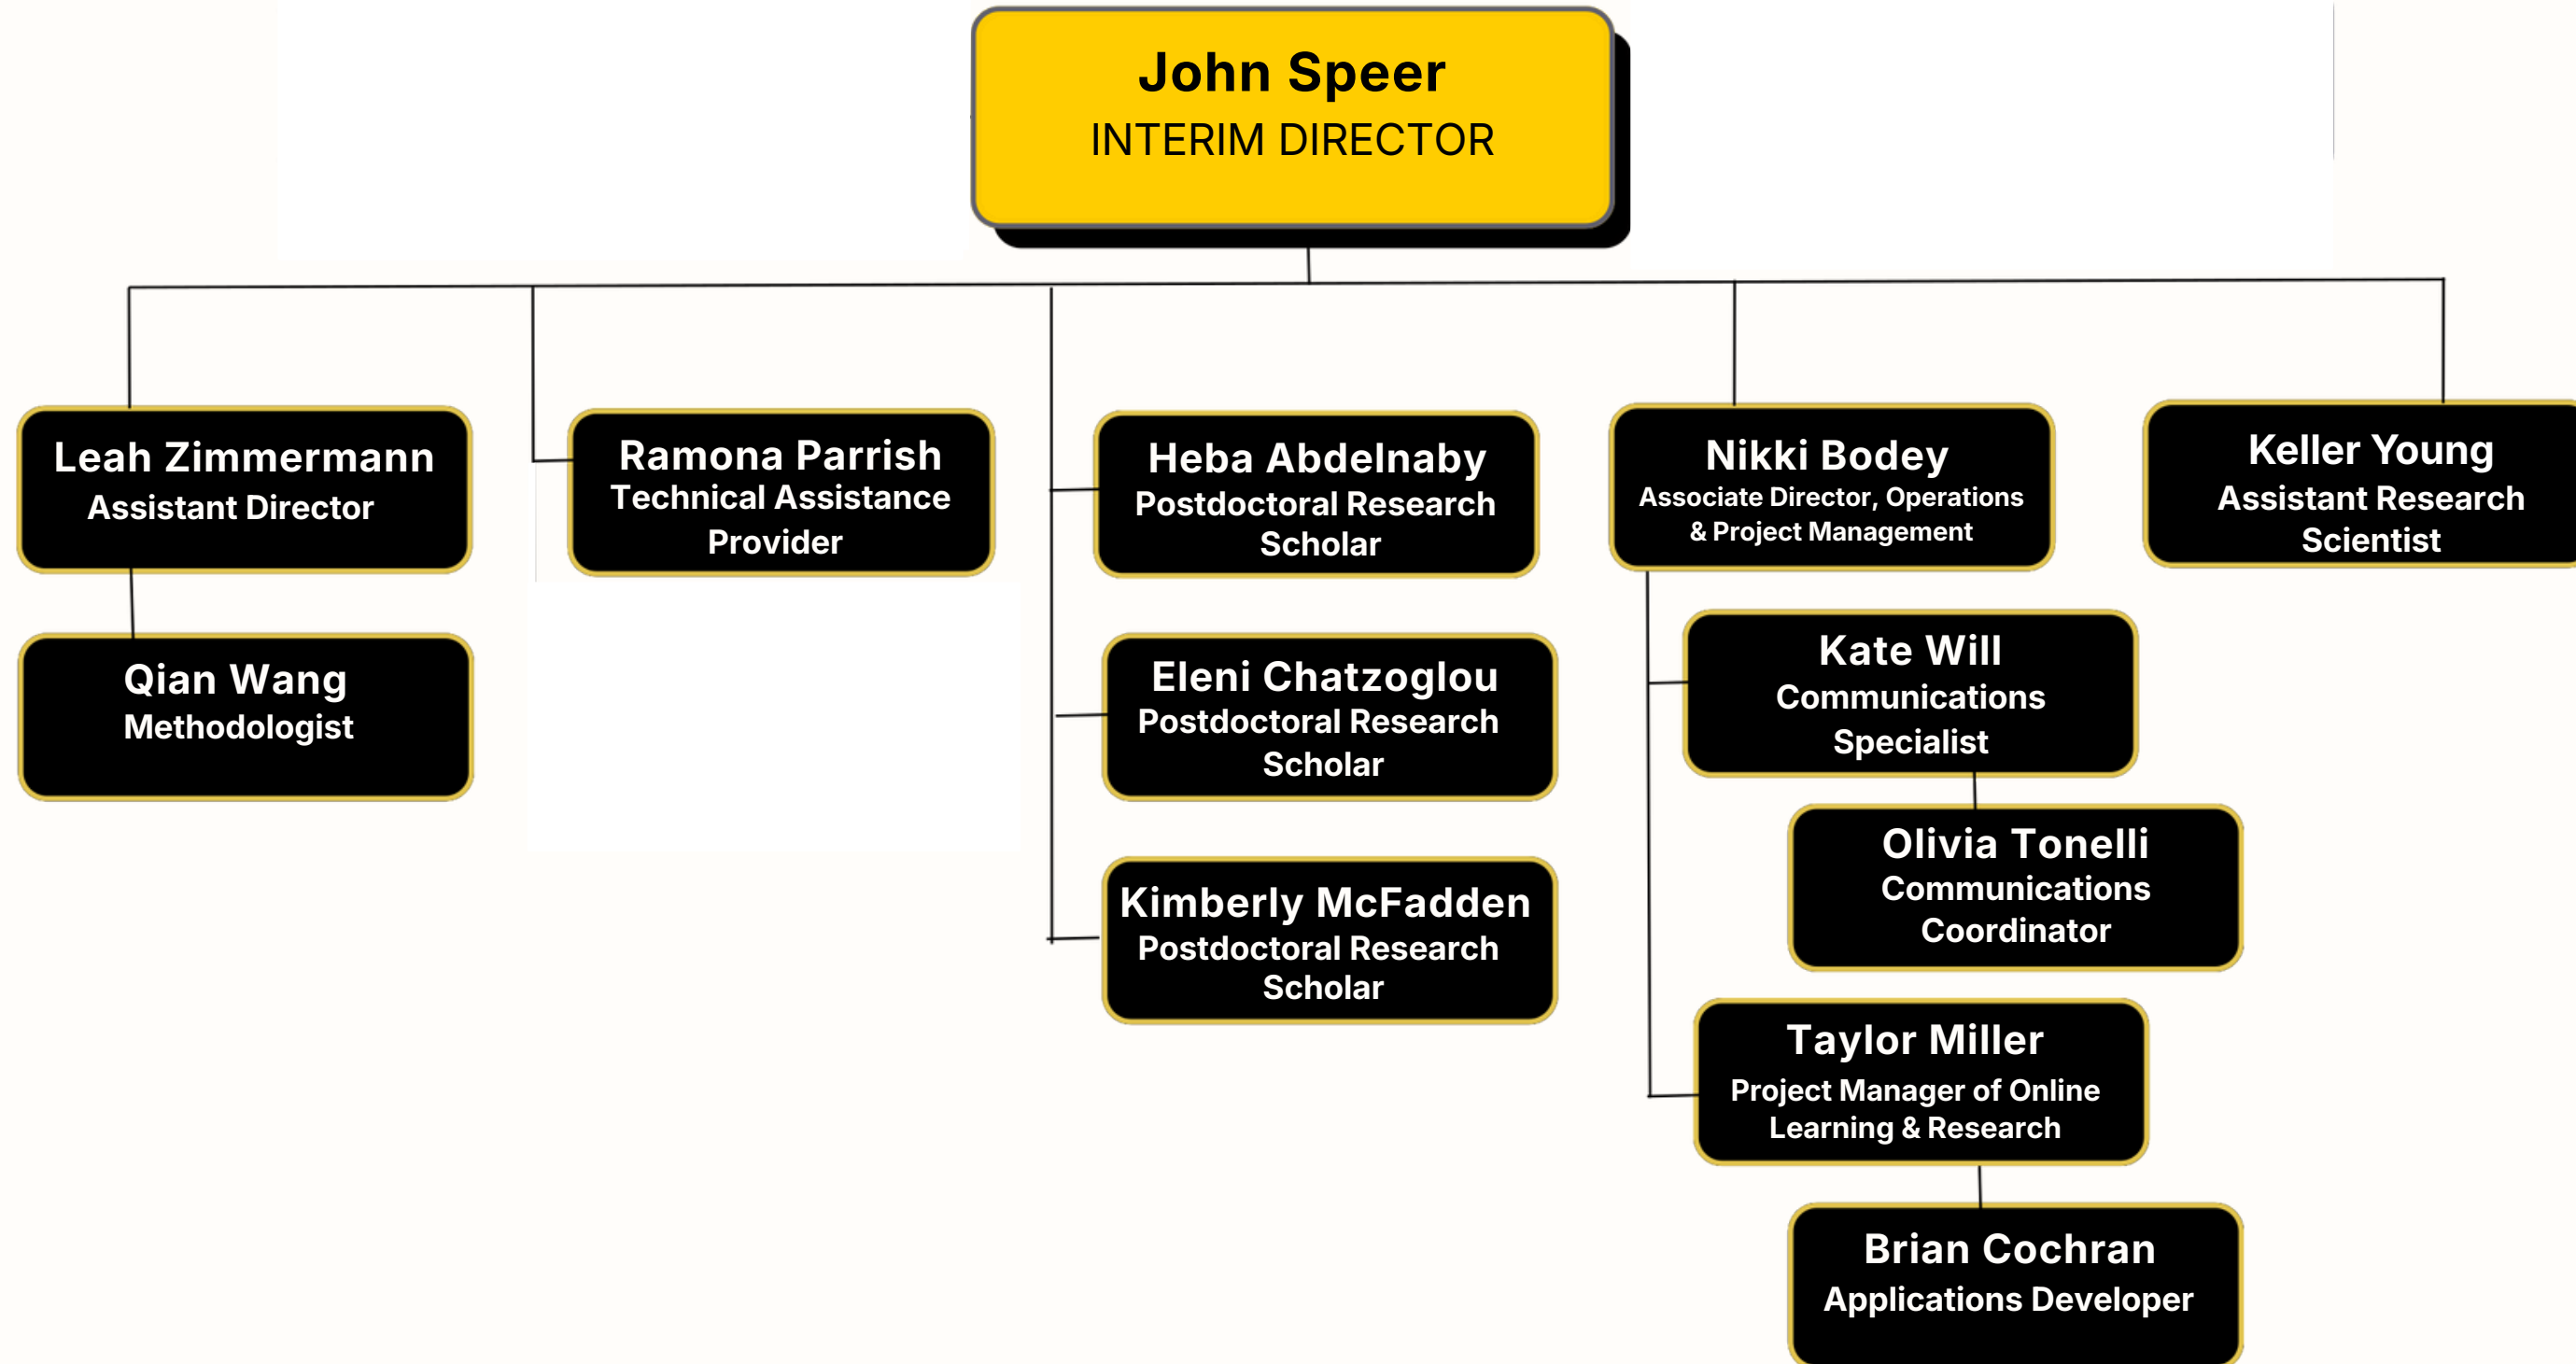 John Speer
INTERIM DIRECTOR
Leah Zimmermann
Assistant Director
Ramona Parrish
Technical Assistance
Provider
Heba Abdelnaby
Postdoctoral Research
Scholar
Nikki Bodey
Associate Director, Operations
& Project Management
Keller Young
Assistant Research
Scientist
Qian Wang
Methodologist
Eleni Chatzoglou
Postdoctoral Research
Scholar
Kate Will
Communications
Specialist
Kimberly McFadden
Postdoctoral Research
Scholar
Olivia Tonelli
Communications
Coordinator
Taylor Miller
Project Manager of Online
Learning & Research
Brian Cochran
Applications Developer